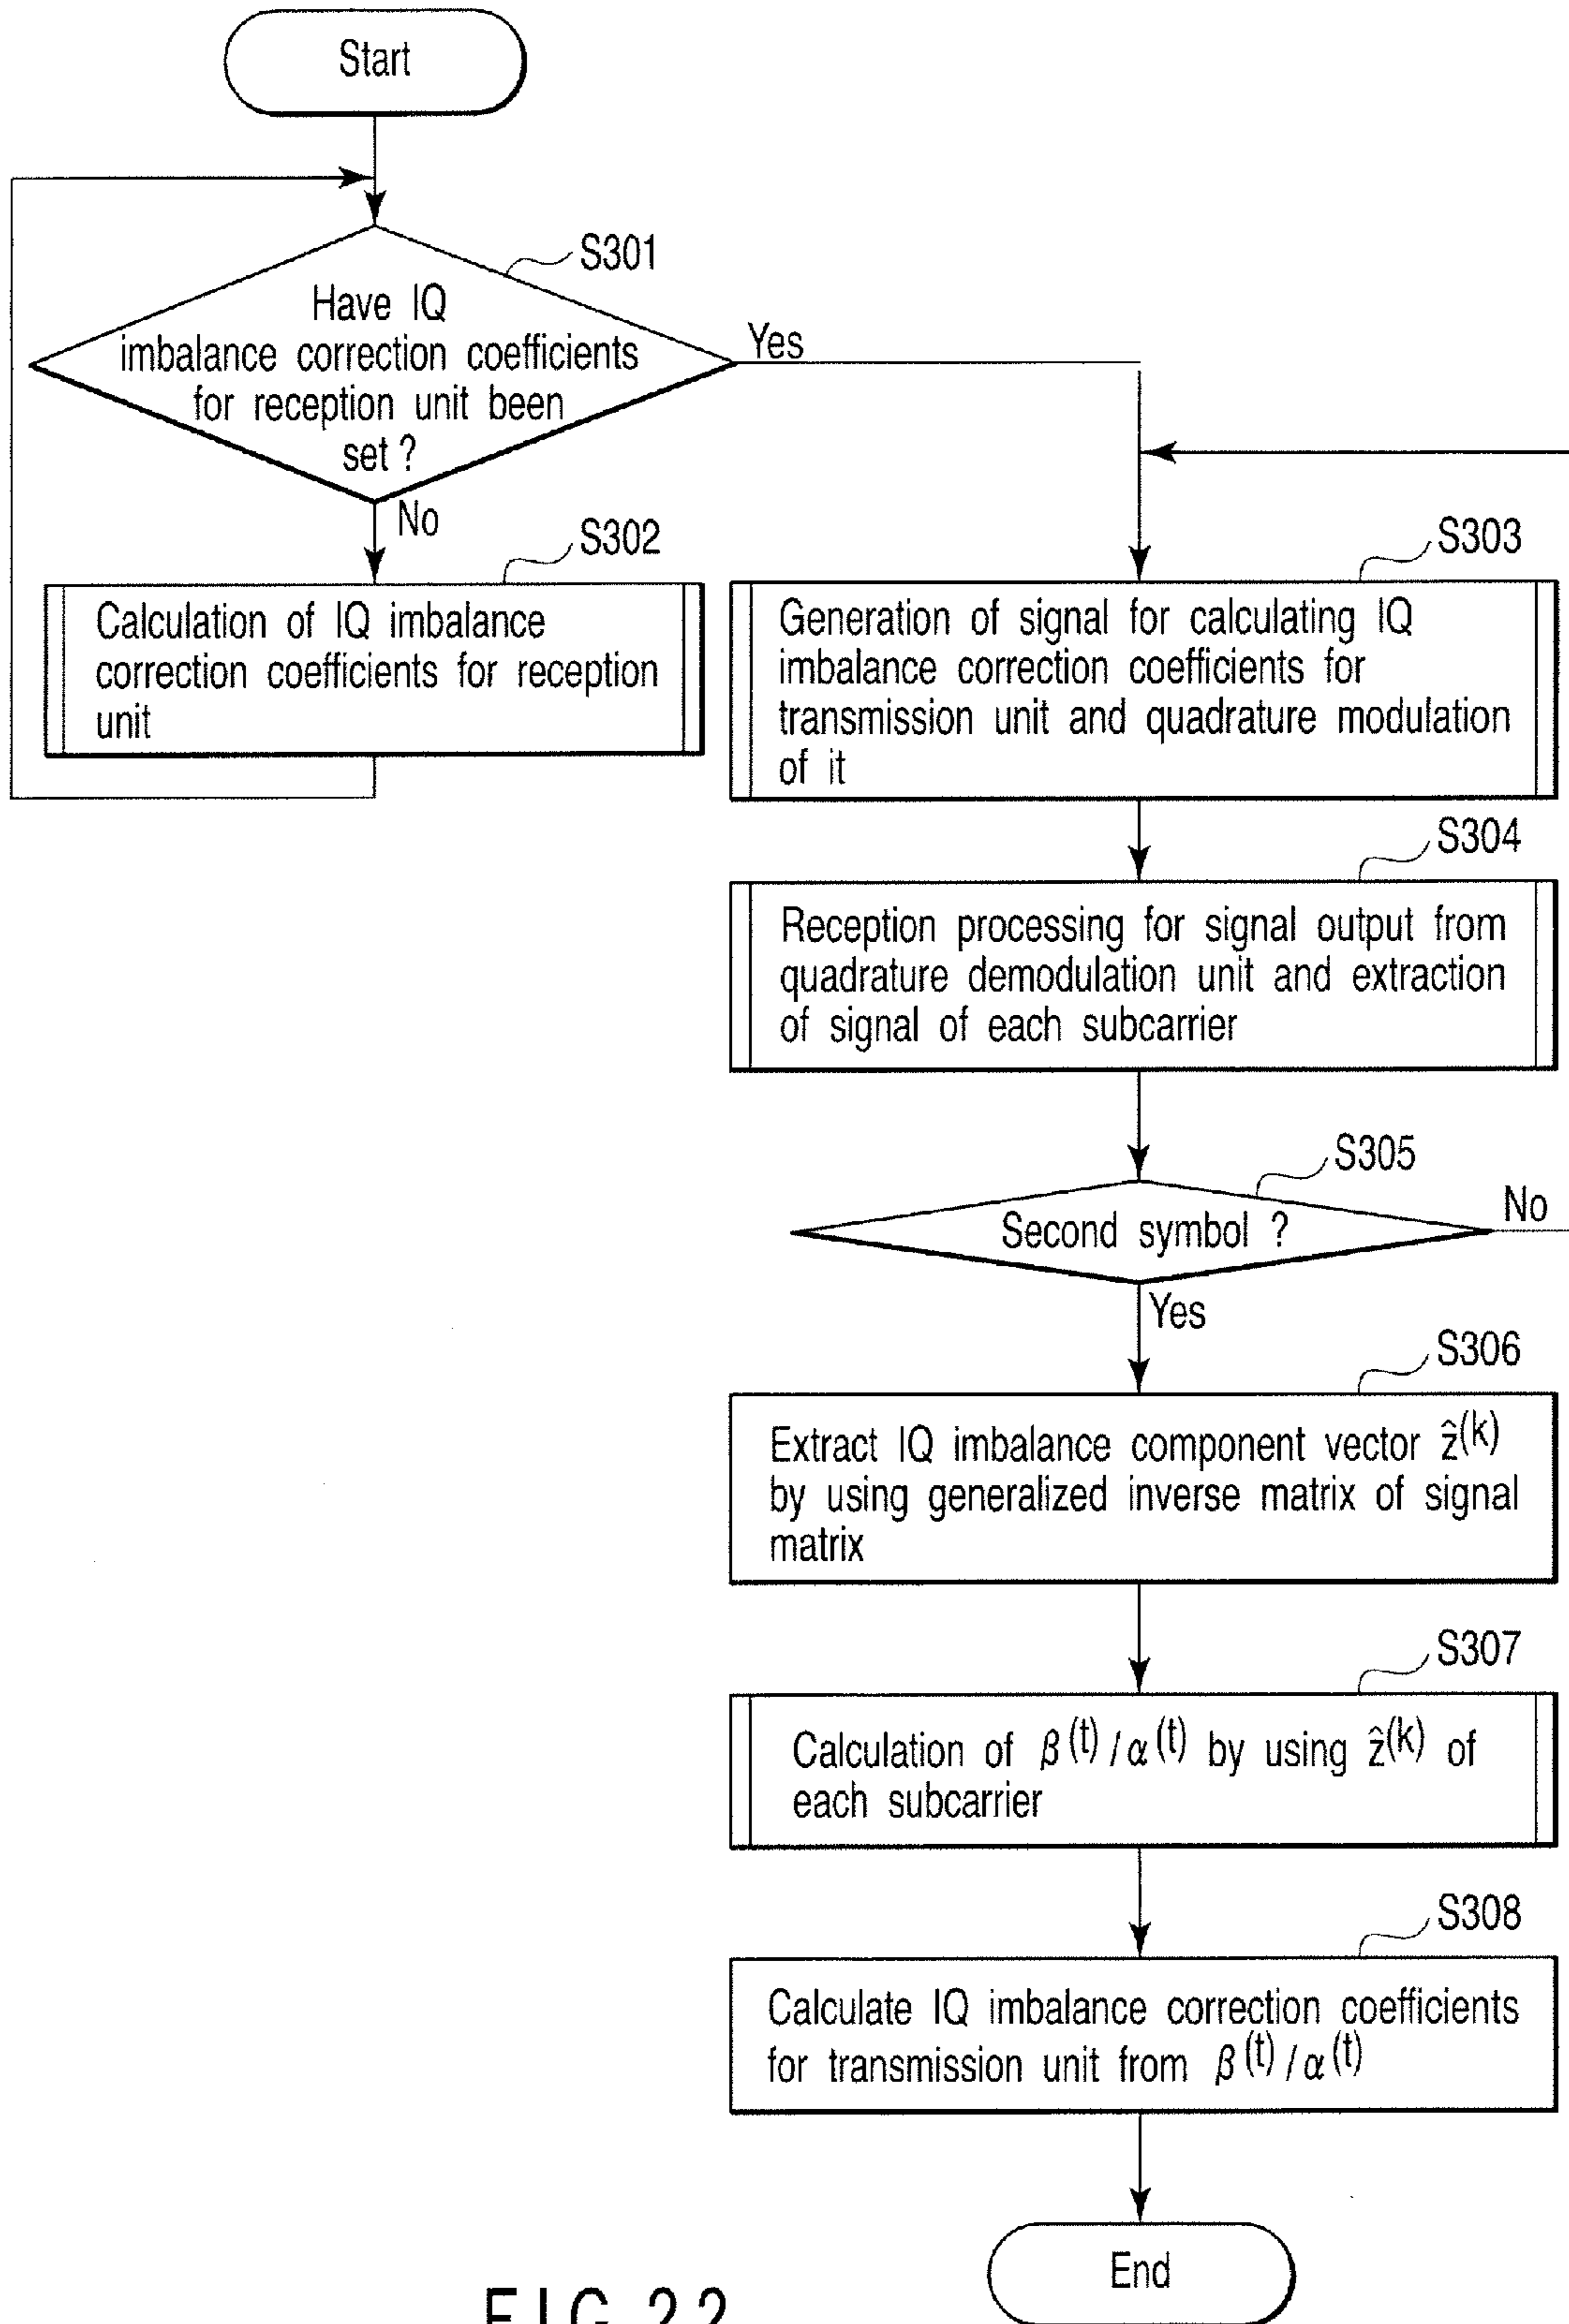 Start
S301
Have IQ
imbalance correction coefficients
for reception unit been
set ?
Yes
No
S302
Calculation of IQ imbalance
correction coefficients for reception
unit
S303
Generation of signal for calculating IQ
imbalance correction coefficients for
transmission unit and quadrature modulation
of it
S304
Reception processing for signal output from
quadrature demodulation unit and extraction
of signal of each subcarrier
S305
Second symbol ?
No
Yes
S306
Extract IQ imbalance component vector ẑ(k)
by using generalized inverse matrix of signal
matrix
S307
Calculation of β(t)/α(t) by using ẑ(k) of
each subcarrier
S308
Calculate IQ imbalance correction coefficients
for transmission unit from β(t)/α(t)
End
FIG. 22